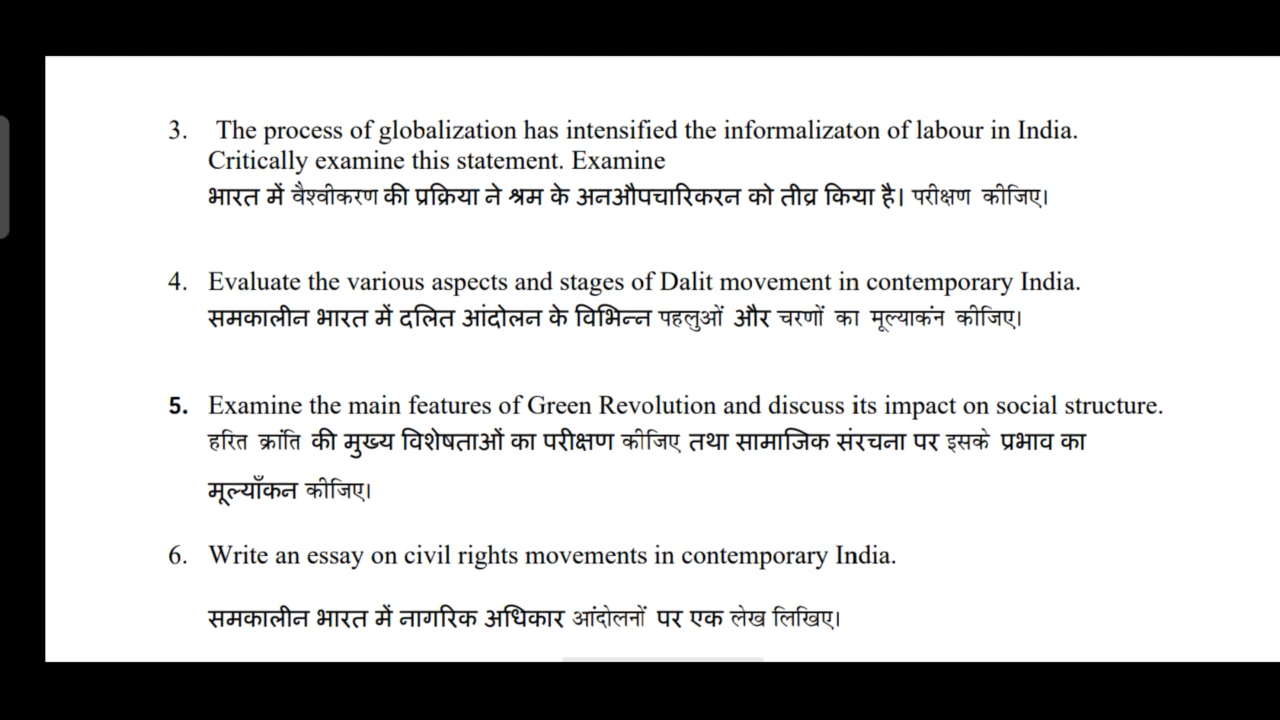 3. The process of globalization has intensified the informalizaton of labour in India.
Critically examine this statement. Examine
भारत में वैश्वीकरण की प्रक्रिया ने श्रम के अनऔपचारिकरन को तीव्र किया है। परीक्षण कीजिए।
4. Evaluate the various aspects and stages of Dalit movement in contemporary India.
समकालीन भारत में दलित आंदोलन के विभिन्न पहलुओं और चरणों का मूल्याकंन कीजिए।
5. Examine the main features of Green Revolution and discuss its impact on social structure.
हरित क्रांति की मुख्य विशेषताओं का परीक्षण कीजिए तथा सामाजिक संरचना पर इसके प्रभाव का
मूल्याँकन कीजिए।
6. Write an essay on civil rights movements in contemporary India.
समकालीन भारत में नागरिक अधिकार आंदोलनों पर एक लेख लिखिए।